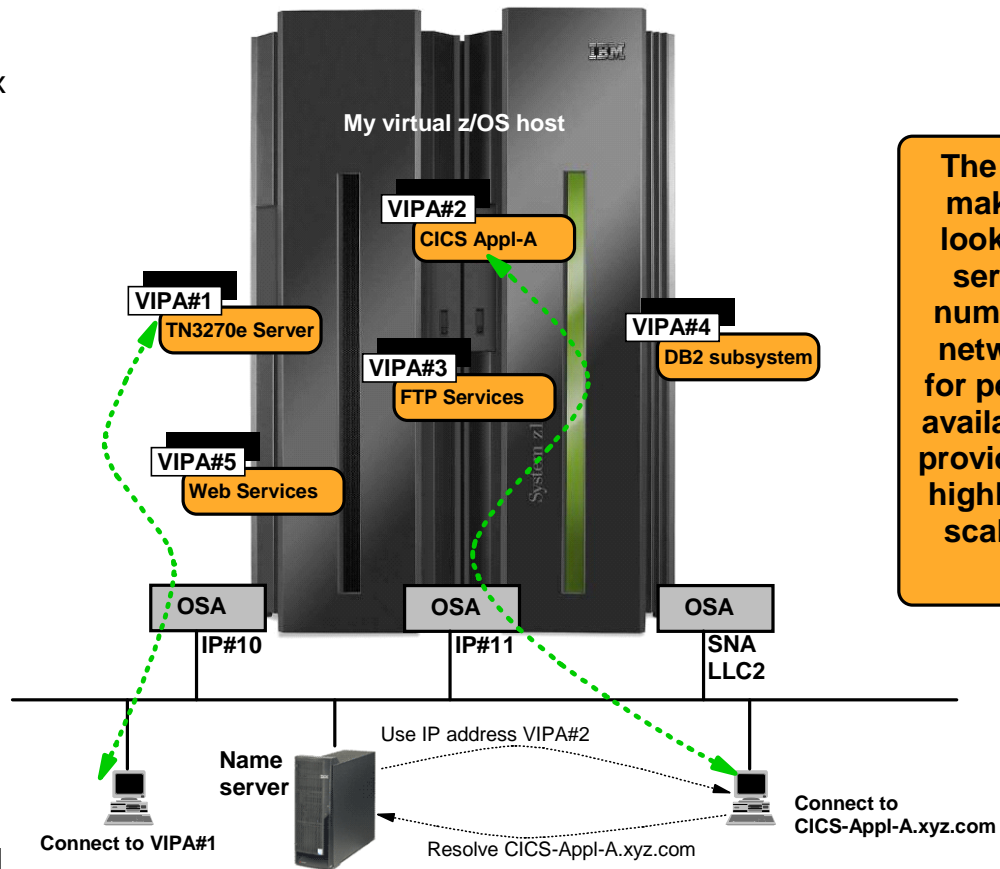 x
IBM
My virtual z/OS host
VIPA#2
CICS Appl-A
VIPA#1
TN3270e Server
VIPA#4
DB2 subsystem
VIPA#3
FTP Services
VIPA#5
Web Services
System z1
The
mak
look
ser
num
netw
for pe
availa
provi
highl
scal
OSA
OSA
OSA
IP#10
IP#11
SNA
LLC2
Use IP address VIPA#2
Name
server
Connect to VIPA#1
Connect to
CICS-Appl-A.xyz.com
Resolve CICS-Appl-A.xyz.com